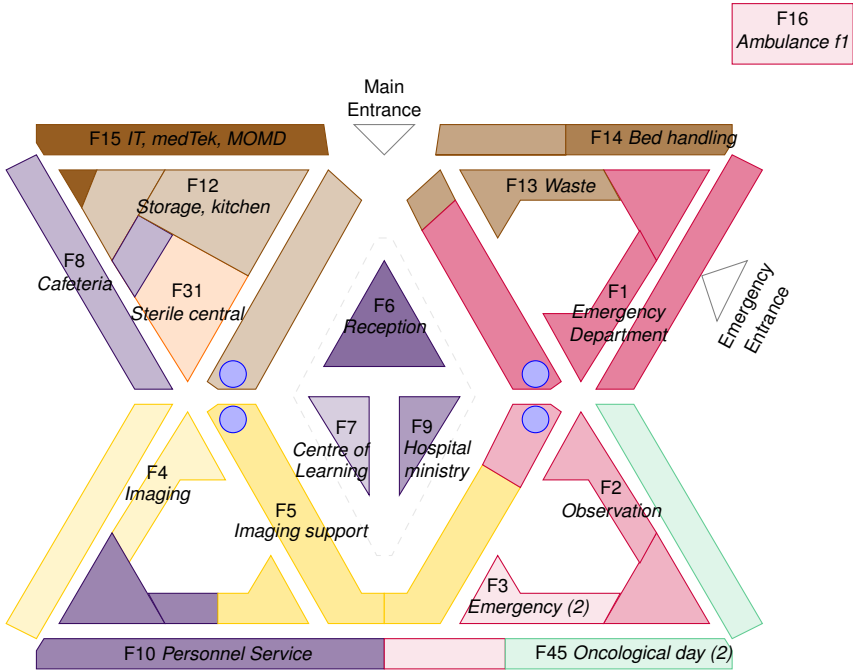 F16
Ambulance f1
Main
Entrance
F15 IT, medTek, MOMD
F14 Bed handling
F12
Storage, kitchen
F13 Waste
F8
Cafeteria
F31
Sterile central
F6
Reception
F1
Emergency
Department
Emergency
Entrance
F7
Centre of
Learning
F9
Hospital
ministry
F4
Imaging
F5
Imaging support
F2
Observation
F3
Emergency (2)
F10 Personnel Service
F45 Oncological day (2)